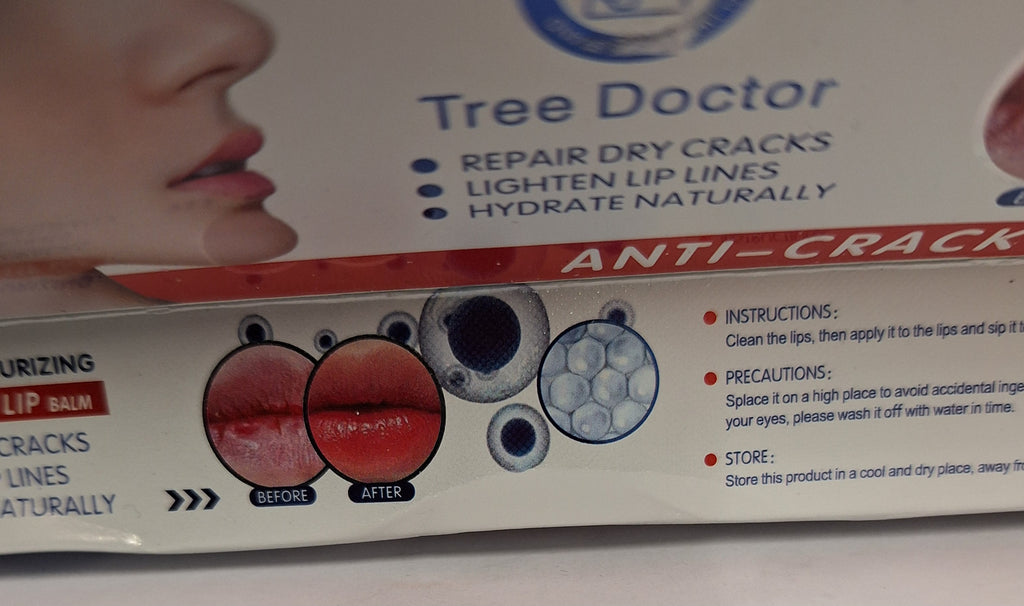 Tree Doctor
• REPAIR DRY CRACKS
• LIGHTEN LIP LINES
• HYDRATE NATURALLY
ANTI-CRACK
URIZING
LIP BALM
CRACKS
LINES
ATURALLY
BEFORE
AFTER
• INSTRUCTIONS:
Clean the lips, then apply it to the lips and sip it
• PRECAUTIONS:
Splace it on a high place to avoid accidental inge
your eyes, please wash it off with water in time.
• STORE:
Store this product in a cool and dry place, away